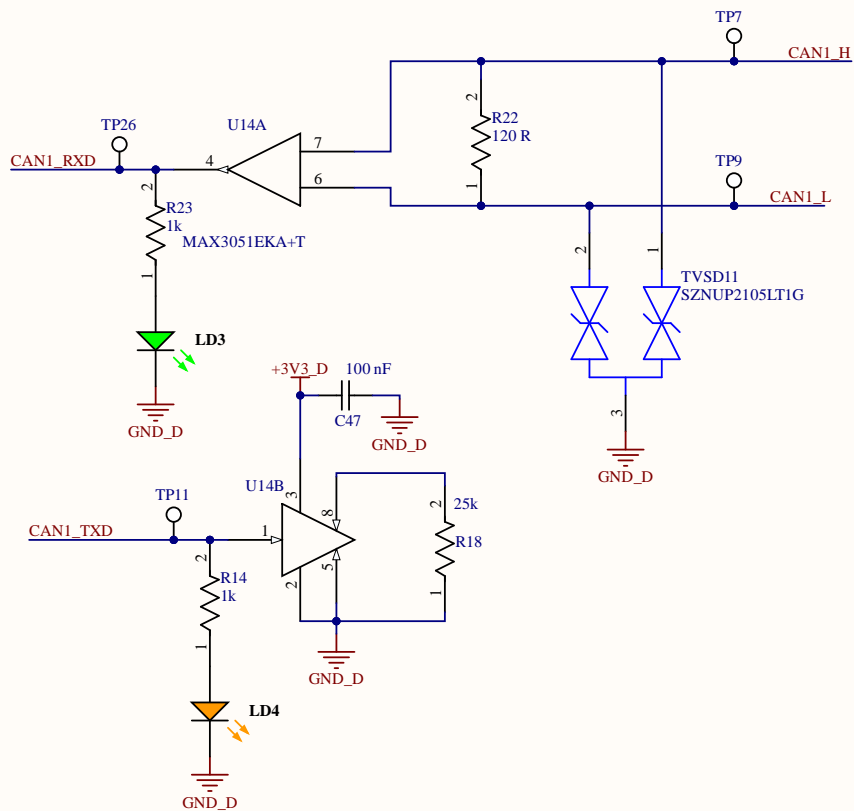 TP7
CAN1_H
2
R22
120 R
1
TP26
U14A
CAN1_RXD
4
7
6
TP9
CAN1_L
2
R23
1k
MAX3051EKA+T
1
2
1
TVSD11
SZNUP2105LT1G
LD3
GND_D
+3V3_D
100 nF
C47
GND_D
3
GND_D
U14B
3
8
2
25k
R18
1
TP11
CAN1_TXD
1
2
5
GND_D
2
R14
1k
1
LD4
GND_D